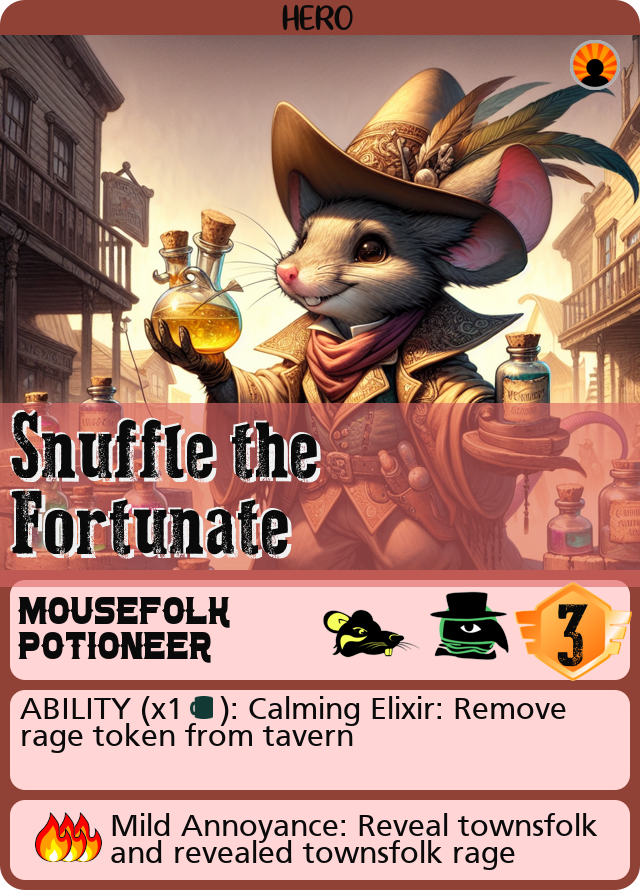 HERO
Snuffle the
Fortunate
MOUSEFOLK
POTIONEER
3
ABILITY (x1 ): Calming Elixir: Remove
rage token from tavern
Mild Annoyance: Reveal townsfolk
and revealed townsfolk rage